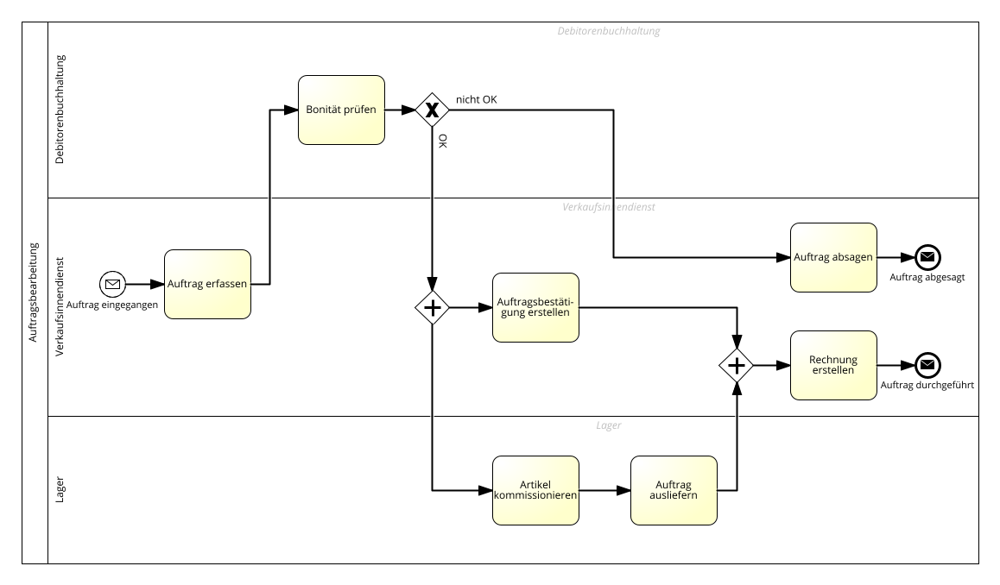 Auftragsbearbeitung
Debitorenbuchhaltung
Debitorenbuchhaltung
Bonität prüfen
X
nicht OK
OK
Verkaufsinnendienst
Verkaufsinnendienst
Auftrag eingegangen
Auftrag erfassen
Auftragsbestäti-
gung erstellen
Auftrag absagen
Auftrag abgesagt
Rechnung
erstellen
Auftrag durchgeführt
Lager
Lager
Artikel
kommissionieren
Auftrag
ausliefern